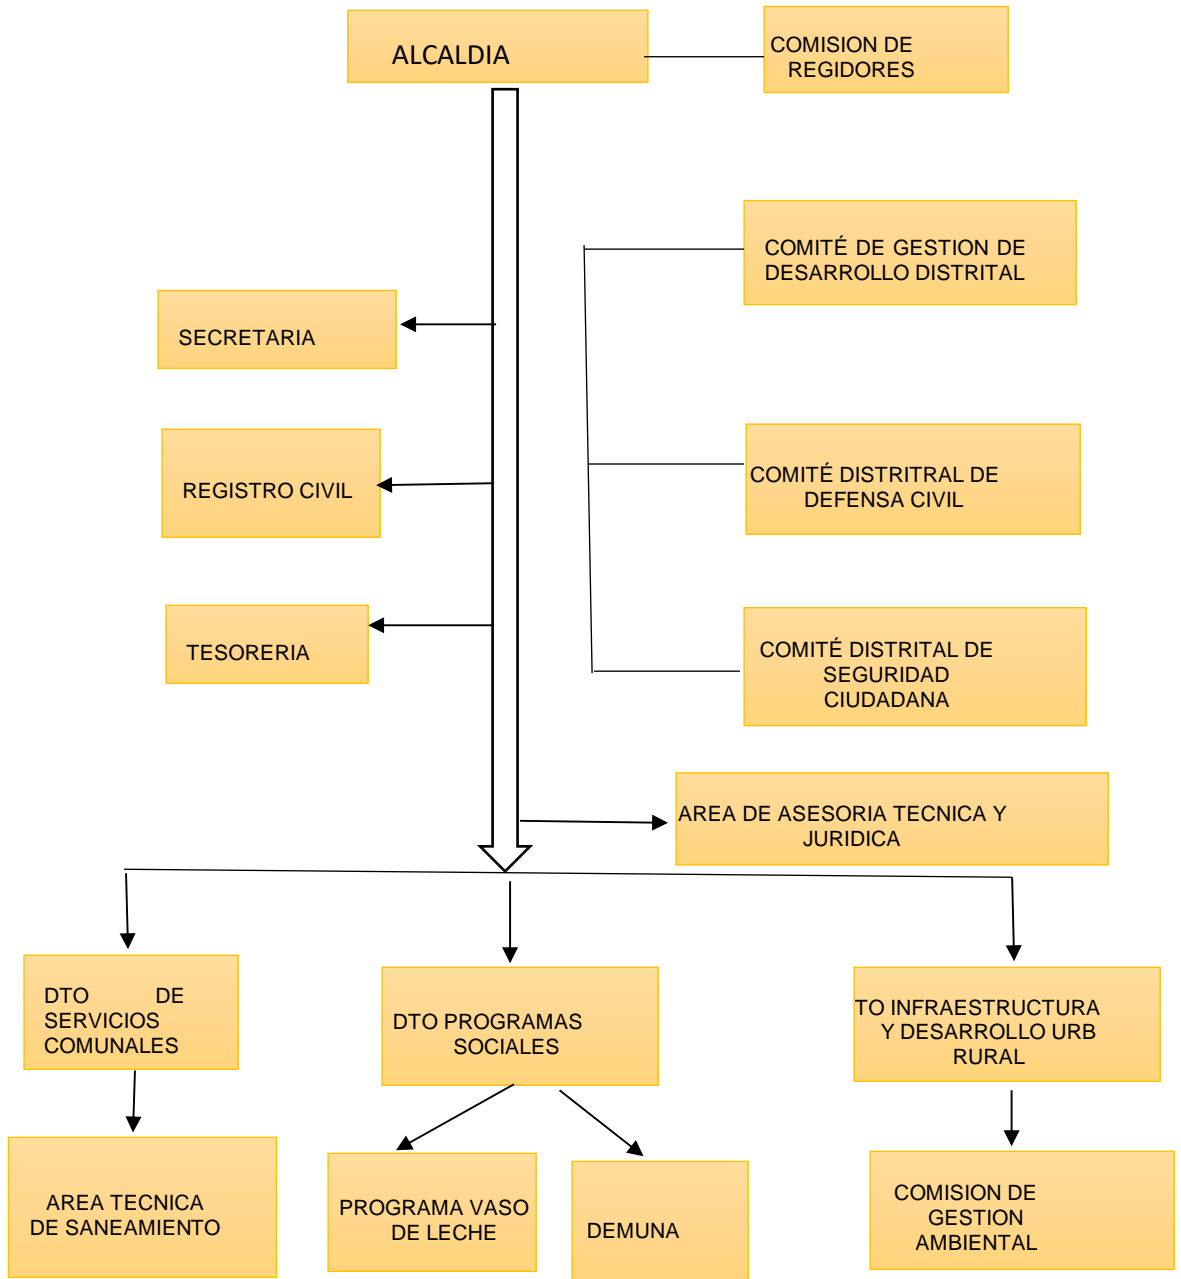 ALCALDIA
COMISION DE
REGIDORES
COMITÉ DE GESTION DE
DESARROLLO DISTRITAL
SECRETARIA
REGISTRO CIVIL
COMITÉ DISTRITRAL DE
DEFENSA CIVIL
TESORERIA
COMITÉ DISTRITAL DE
SEGURIDAD
CIUDADANA
AREA DE ASESORIA TECNICA Y
JURIDICA
DTO DE
SERVICIOS
COMUNALES
DTO PROGRAMAS
SOCIALES
TO INFRAESTRUCTURA
Y DESARROLLO URB
RURAL
AREA TECNICA
DE SANEAMIENTO
PROGRAMA VASO
DE LECHE
DEMUNA
COMISION DE
GESTION
AMBIENTAL